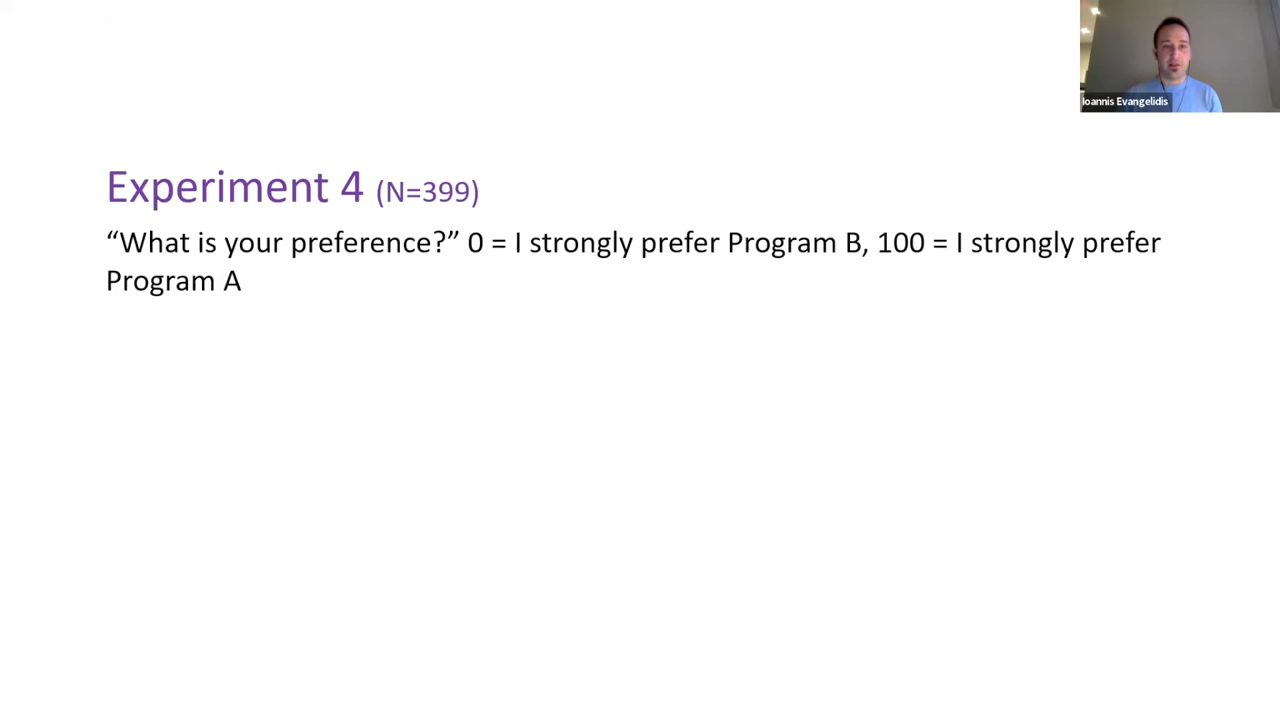 Ioannis Evangelidis
Experiment 4 (N=399)
“What is your preference?” 0 = I strongly prefer Program B, 100 = I strongly prefer
Program A